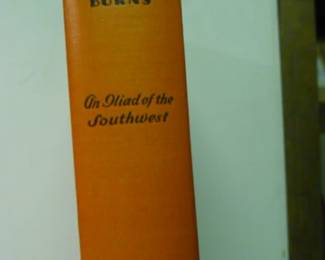 BURNS
An Iliad of the
Southwest